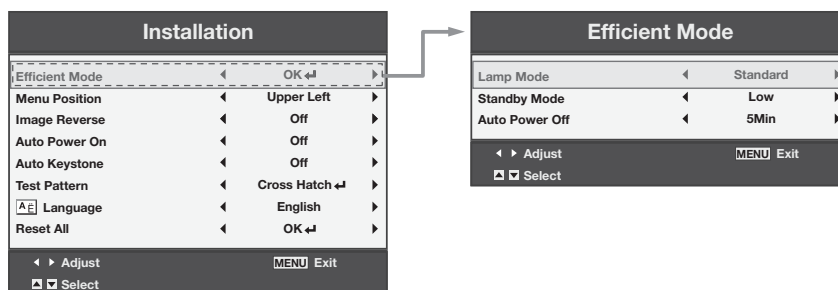 Installation
Efficient Mode OK
Menu Position Upper Left
Image Reverse Off
Auto Power On Off
Auto Keystone Off
Test Pattern Cross Hatch
AE Language English
Reset All OK
Adjust MENU Exit
Select
Efficient Mode
Lamp Mode Standard
Standby Mode Low
Auto Power Off 5Min
Adjust MENU Exit
Select